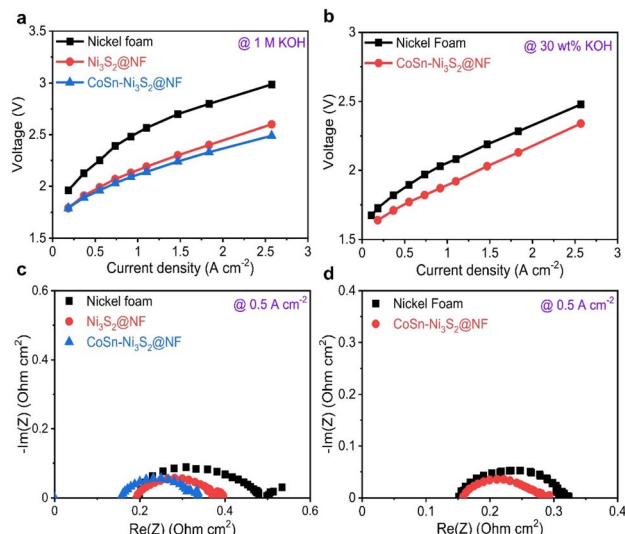 a
Nickel foam
Ni₃S₂@NF
CoSn-Ni₃S₂@NF
@ 1 M KOH
3.5
3
2.5
2
1.5
Voltage (V)
0
0.5
1
1.5
2
2.5
3
Current density (A cm⁻²)
b
Nickel Foam
CoSn-Ni₃S₂@NF
@ 30 wt% KOH
3
2.5
2
1.5
Voltage (V)
0
0.5
1
1.5
2
2.5
3
Current density (A cm⁻²)
c
Nickel foam
Ni₃S₂@NF
CoSn-Ni₃S₂@NF
@ 0.5 A cm⁻²
0.6
0.4
0.2
0
-Im(Z) (Ohm cm²)
0
0.2
0.4
0.6
Re(Z) (Ohm cm²)
d
Nickel Foam
CoSn-Ni₃S₂@NF
@ 0.5 A cm⁻²
0.4
0.3
0.2
0.1
0
-Im(Z) (Ohm cm²)
0
0.1
0.2
0.3
0.4
Re(Z) (Ohm cm²)